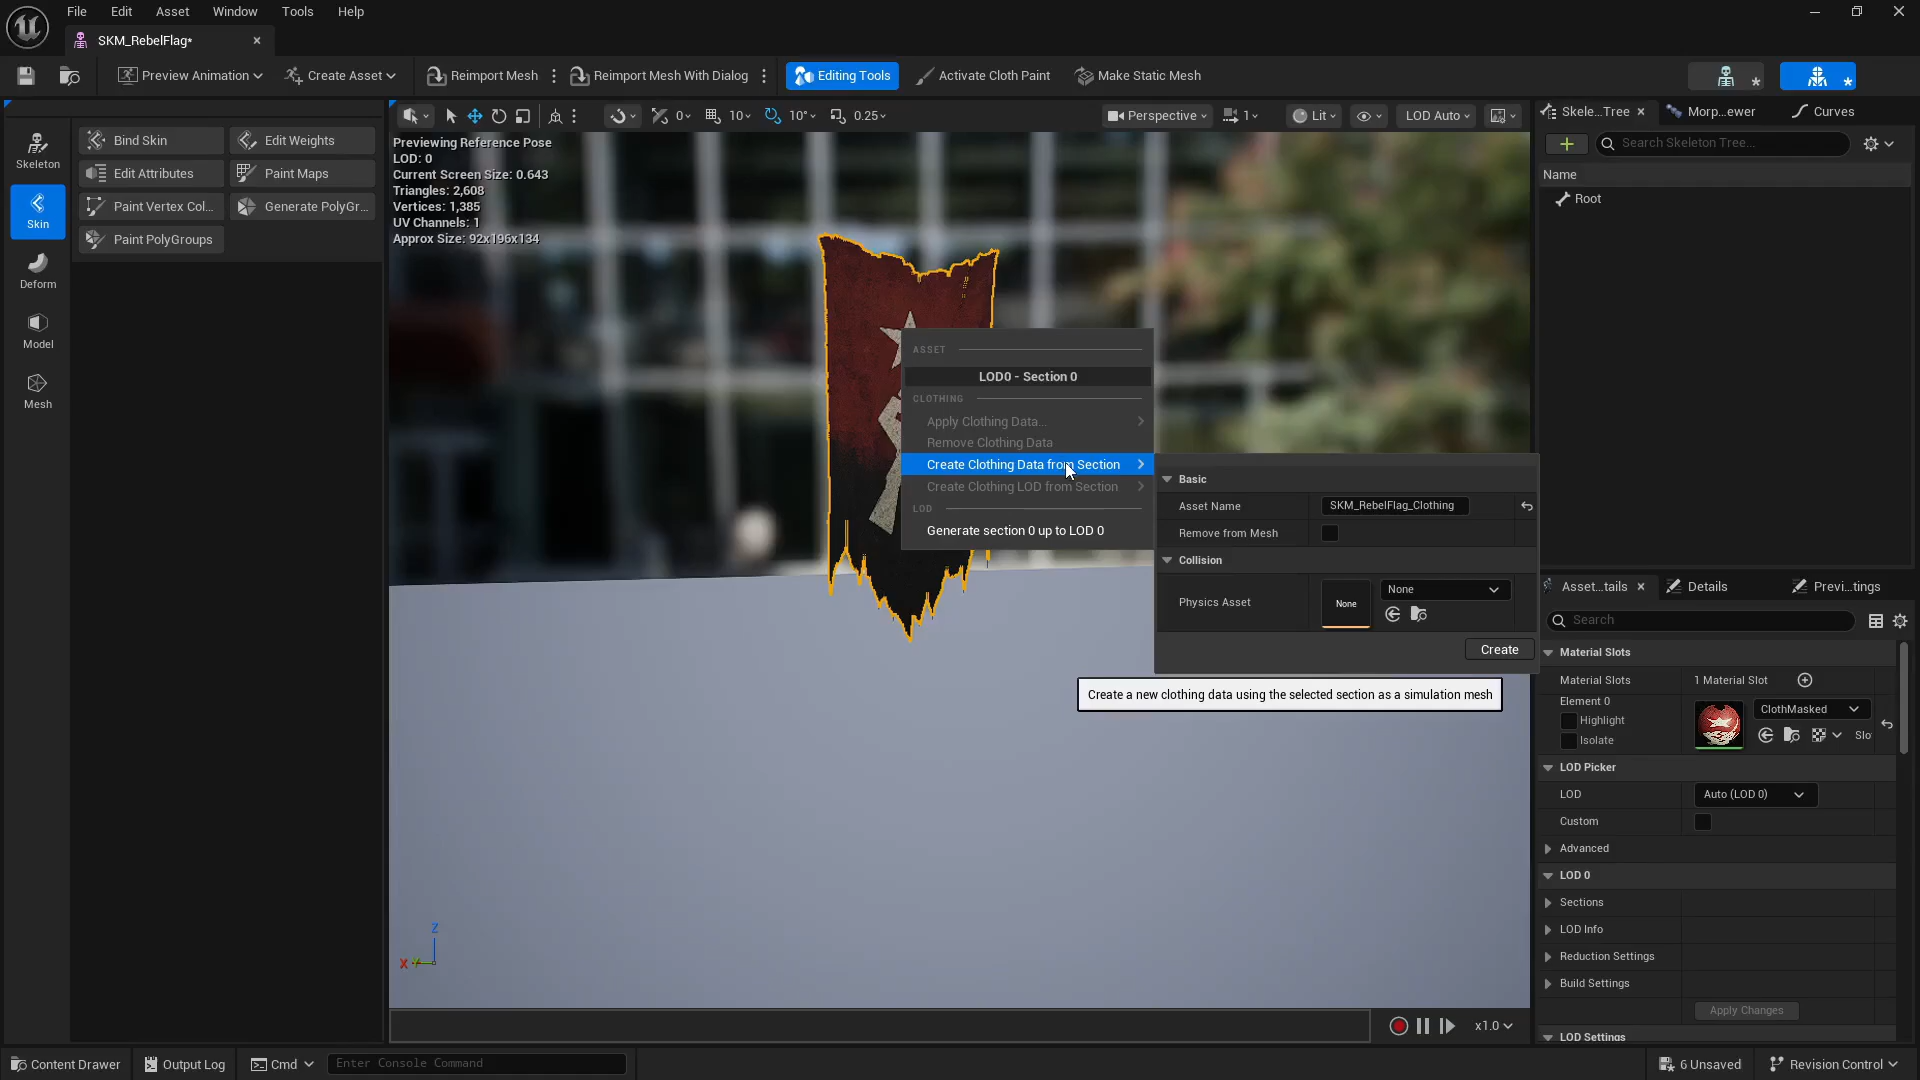 File Edit Asset Window Tools Help
SKM_RebelFlag*
Preview Animation Create Asset Reimport Mesh Reimport Mesh With Dialog Editing Tools Activate Cloth Paint Make Static Mesh
Skeleton
Skin
Deform
Model
Mesh
Bind Skin Edit Weights
Edit Attributes Paint Maps
Paint Vertex Col... Generate PolyGr...
Paint PolyGroups
0 10 10° 0.25 Perspective 1 Lit LOD Auto
Previewing Reference Pose
LOD: 0
Current Screen Size: 0.643
Triangles: 2,608
Vertices: 1,385
UV Channels: 1
Approx Size: 92x196x134
ASSET
LOD0 - Section 0
CLOTHING
Apply Clothing Data...
Remove Clothing Data
Create Clothing Data from Section
Create Clothing LOD from Section
LOD
Generate section 0 up to LOD 0
Basic
Asset Name SKM_RebelFlag_Clothing
Remove from Mesh
Collision
Physics Asset None None
Create
Create a new clothing data using the selected section as a simulation mesh
Z
X Y
x1.0
Skele...Tree Morp...ewer Curves
Search Skeleton Tree...
Name
Root
Asset...tails Details Previ...tings
Search
Material Slots
Material Slots 1 Material Slot
Element 0
Highlight
Isolate
ClothMasked
Slo
LOD Picker
LOD Auto (LOD 0)
Custom
Advanced
LOD 0
Sections
LOD Info
Reduction Settings
Build Settings
Apply Changes
LOD Settings
Content Drawer Output Log Cmd Enter Console Command 6 Unsaved Revision Control